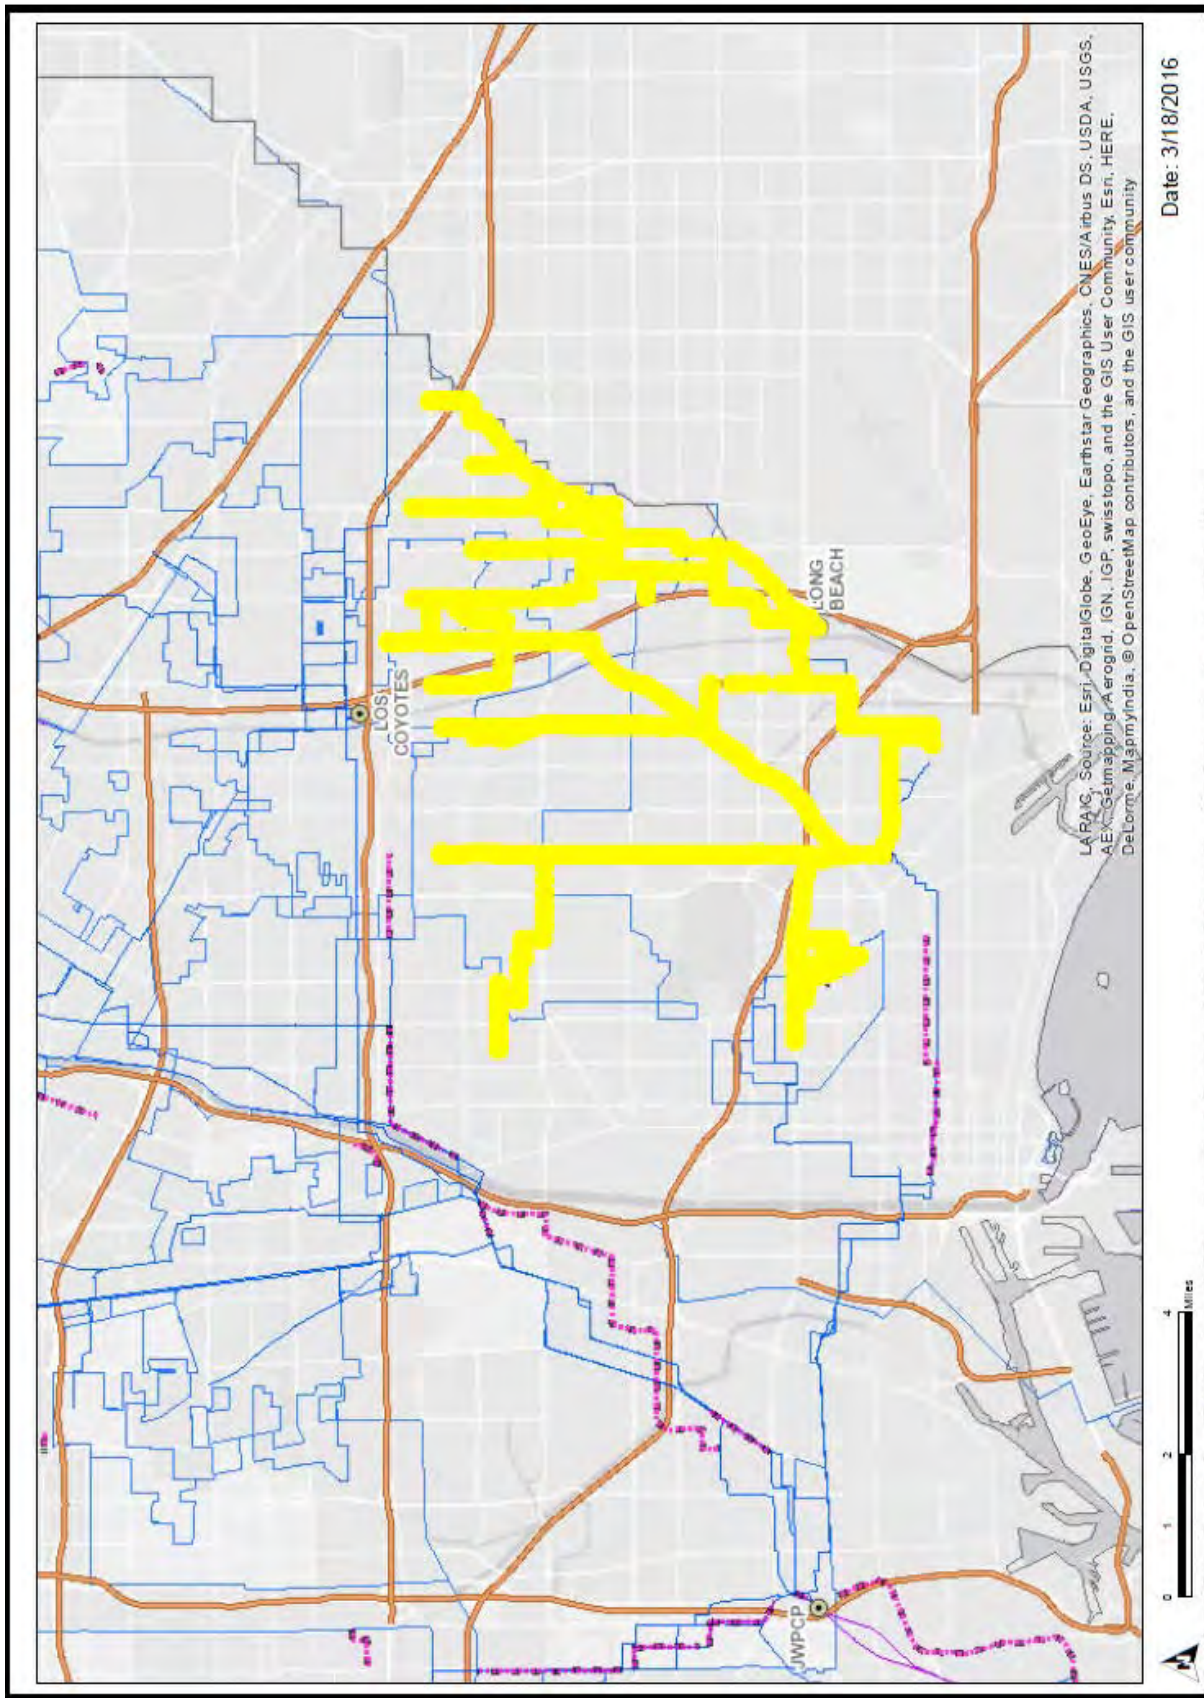 LOS
COYOTES
LONG
BEACH
JWPCP
LARAIC, Source: Esri, DigitalGlobe, GeoEye, Earthstar Geographics, CNES/Airbus DS, USDA, USGS,
AEX, Getmapping, Aerogrid, IGN, IGP, swisstopo, and the GIS User Community, Esri, HERE,
DeLorme, MapmyIndia, © OpenStreetMap contributors, and the GIS user community
N
0 1 2 4
Miles
Date: 3/18/2016